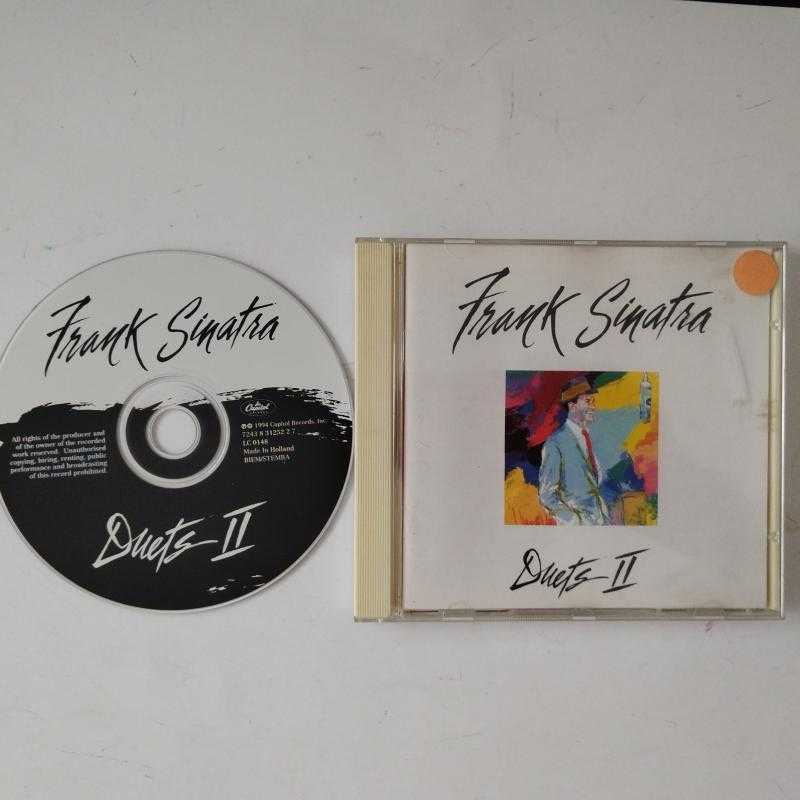 Frank Sinatra
Capitol
℗© 1994 Capitol Records, Inc.
7243 8 31252 2 7
LC 0148
Made In Holland
BIEM/STEMRA
All rights of the producer and
of the owner of the recorded
work reserved. Unauthorised
copying, hiring, renting, public
performance and broadcasting
of this record prohibited.
Duets II
Frank Sinatra
Duets II